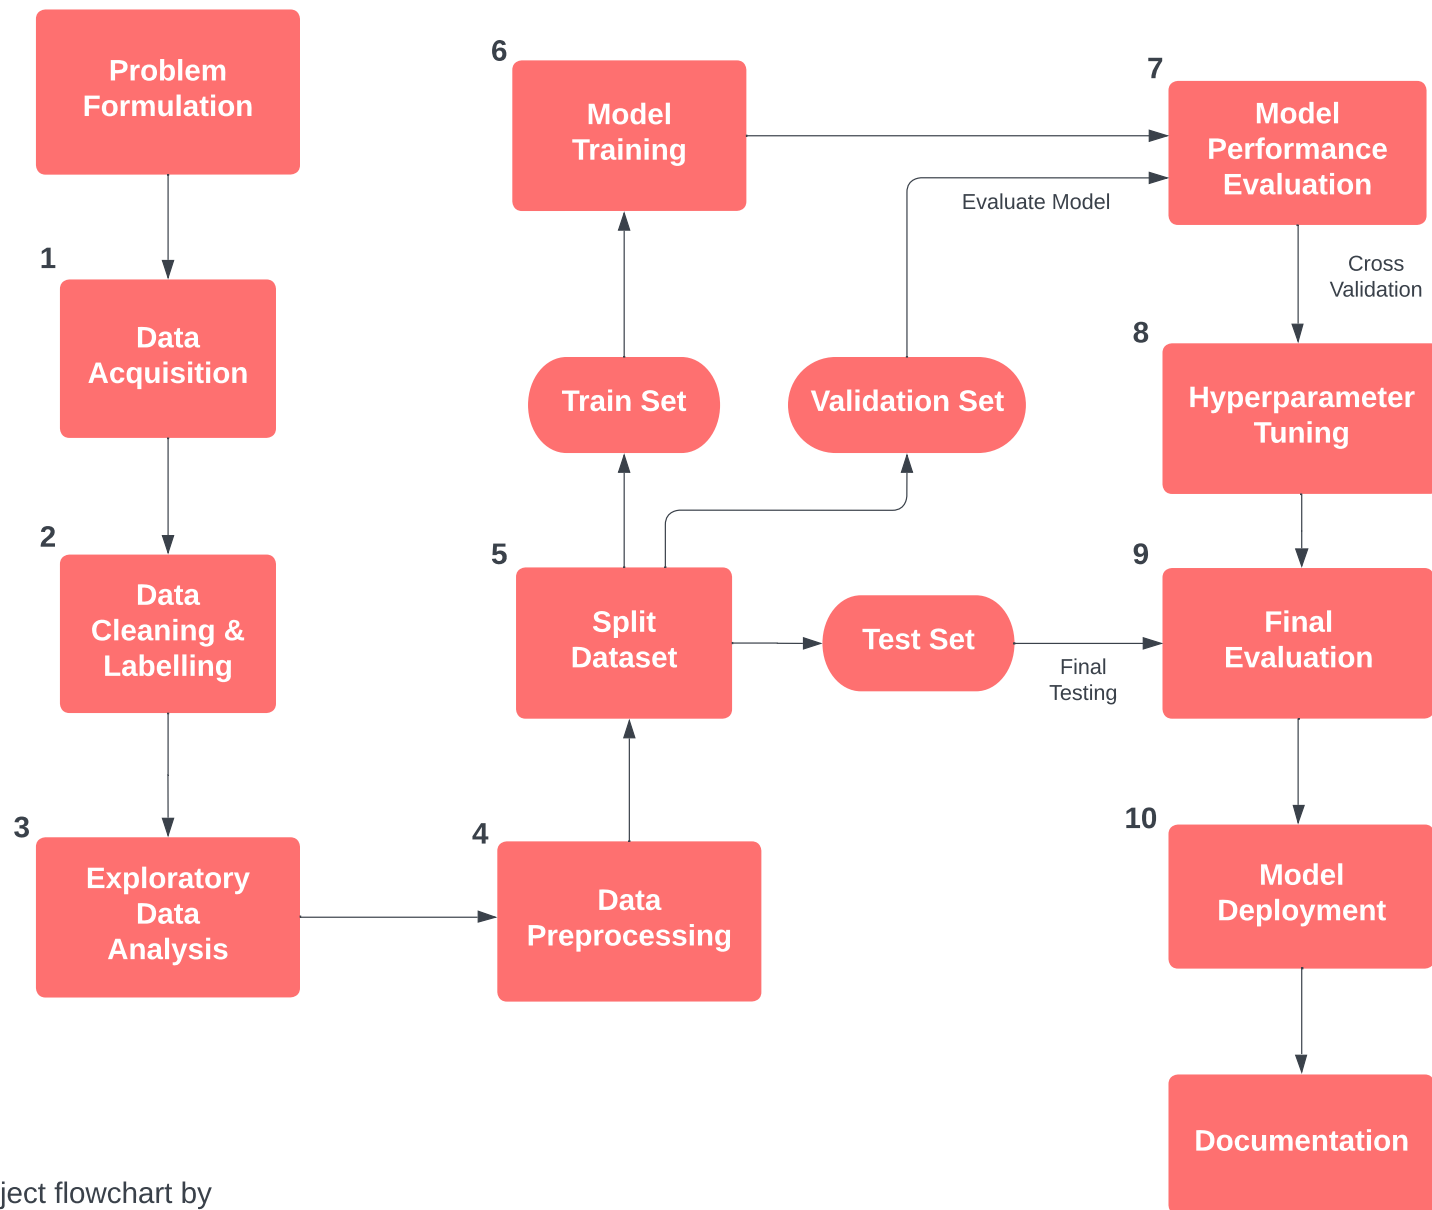 Problem
Formulation
1
Data
Acquisition
2
Data
Cleaning &
Labelling
3
Exploratory
Data
Analysis
4
Data
Preprocessing
5
Split
Dataset
Train Set
Validation Set
Test Set
6
Model
Training
7
Model
Performance
Evaluation
Evaluate Model
Cross
Validation
8
Hyperparameter
Tuning
9
Final
Evaluation
Final
Testing
10
Model
Deployment
Documentation
ject flowchart by